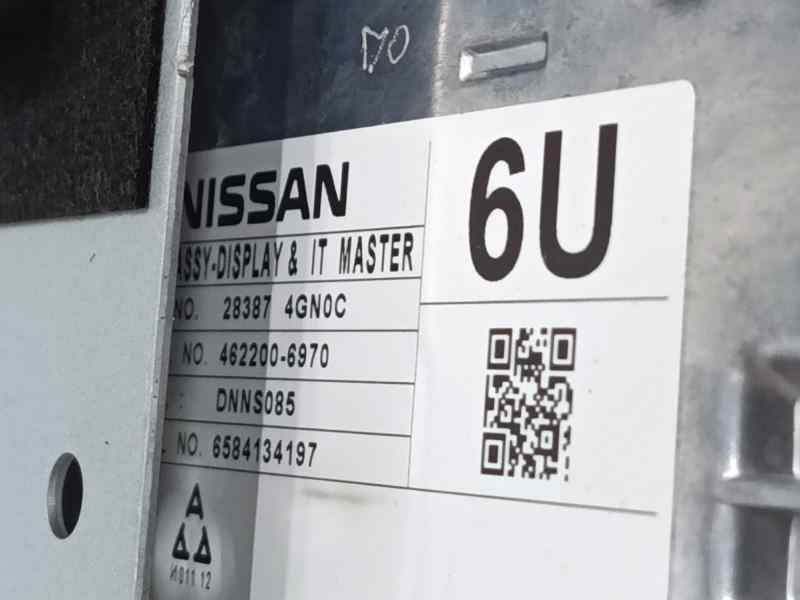 NISSAN
6U
ASSY-DISPLAY & IT MASTER
NO. 28387 4GN0C
NO. 462200-6970
: DNNS085
NO. 6584134197